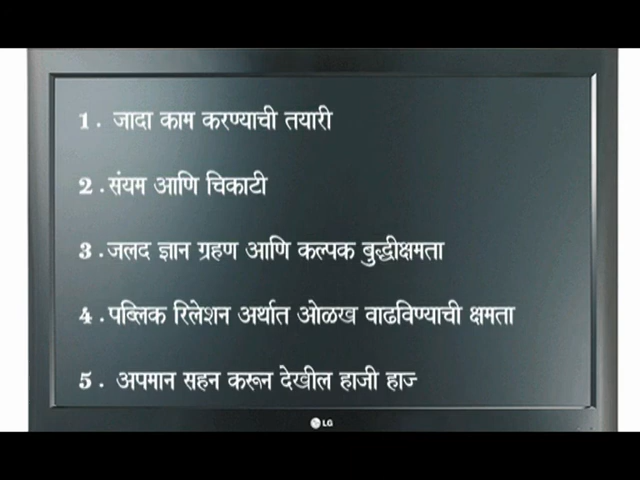 1. जादा काम करण्याची तयारी
2. संयम आणि चिकाटी
3. जलद ज्ञान ग्रहण आणि कल्पक बुद्धीक्षमता
4. पब्लिक रिलेशन अर्थात ओळख वाढविण्याची क्षमता
5. अपमान सहन करून देखील हाजी हाज
LG